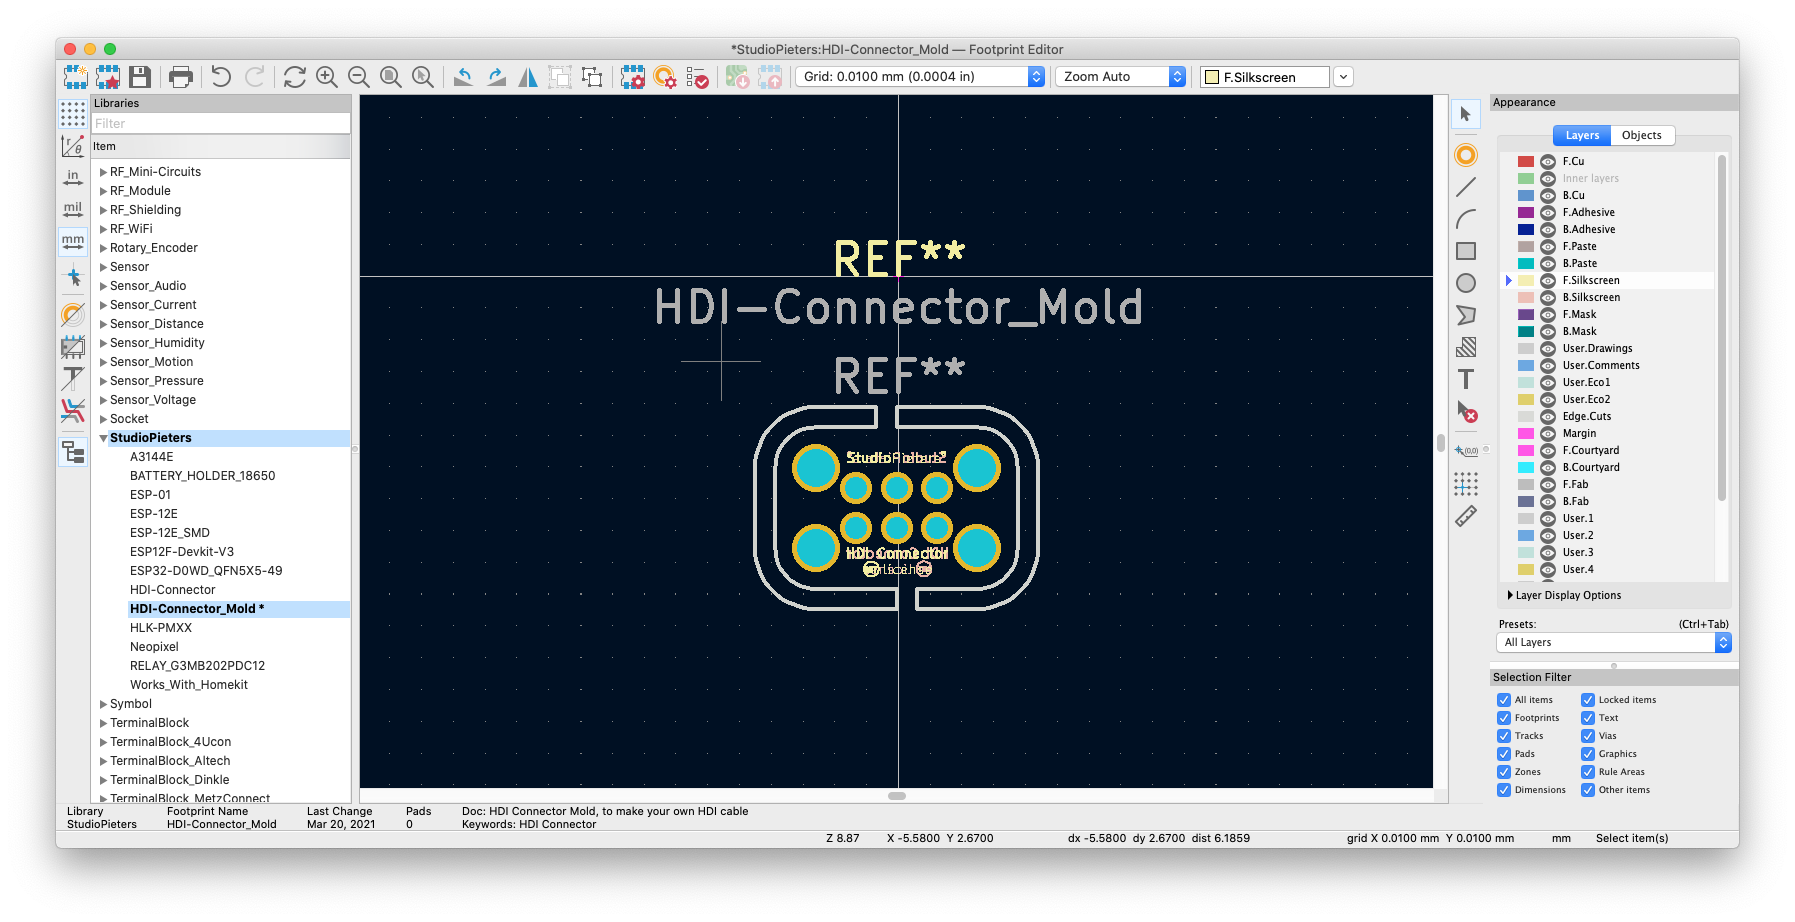 *StudioPieters:HDI-Connector_Mold — Footprint Editor
Grid: 0.0100 mm (0.0004 in)
Zoom Auto
F.Silkscreen
Libraries
Filter
Item
RF_Mini-Circuits
RF_Module
RF_Shielding
RF_WiFi
Rotary_Encoder
Sensor
Sensor_Audio
Sensor_Current
Sensor_Distance
Sensor_Humidity
Sensor_Motion
Sensor_Pressure
Sensor_Voltage
Socket
StudioPieters
A3144E
BATTERY_HOLDER_18650
ESP-01
ESP-12E
ESP-12E_SMD
ESP12F-Devkit-V3
ESP32-D0WD_QFN5X5-49
HDI-Connector
HDI-Connector_Mold *
HLK-PMXX
Neopixel
RELAY_G3MB202PDC12
Works_With_Homekit
Symbol
TerminalBlock
TerminalBlock_4Ucon
TerminalBlock_Altech
TerminalBlock_Dinkle
TerminalBlock_MetzConnect
in
mil
mm
REF**
HDI-Connector_Mold
REF**
HDI Connector
(0,0)
Appearance
Layers
Objects
F.Cu
Inner layers
B.Cu
F.Adhesive
B.Adhesive
F.Paste
B.Paste
F.Silkscreen
B.Silkscreen
F.Mask
B.Mask
User.Drawings
User.Comments
User.Eco1
User.Eco2
Edge.Cuts
Margin
F.Courtyard
B.Courtyard
F.Fab
B.Fab
User.1
User.2
User.3
User.4
Layer Display Options
Presets: (Ctrl+Tab)
All Layers
Selection Filter
All items Locked items
Footprints Text
Tracks Vias
Pads Graphics
Zones Rule Areas
Dimensions Other items
Library Footprint Name Last Change Pads Doc: HDI Connector Mold, to make your own HDI cable
StudioPieters HDI-Connector_Mold Mar 20, 2021 0 Keywords: HDI Connector
Z 8.87 X -5.5800 Y 2.6700 dx -5.5800 dy 2.6700 dist 6.1859 grid X 0.0100 mm Y 0.0100 mm mm Select item(s)